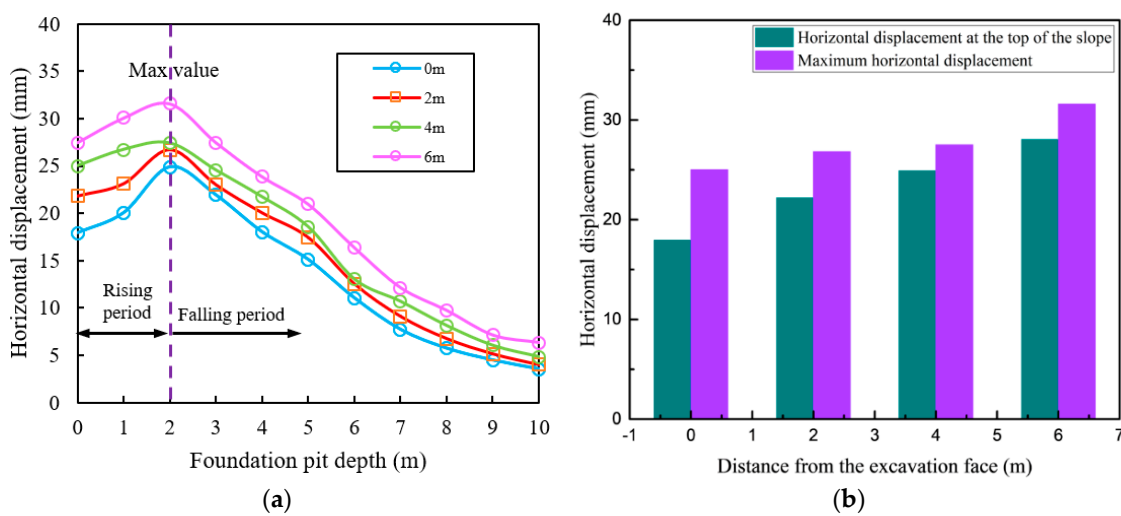 40
35
30
25
20
15
10
5
0
Horizontal displacement (mm)
Max value
0m
2m
4m
6m
Rising
period
Falling period
0 1 2 3 4 5 6 7 8 9 10
Foundation pit depth (m)
(a)
40
30
20
10
0
Horizontal displacement (mm)
Horizontal displacement at the top of the slope
Maximum horizontal displacement
-1 0 1 2 3 4 5 6 7
Distance from the excavation face (m)
(b)